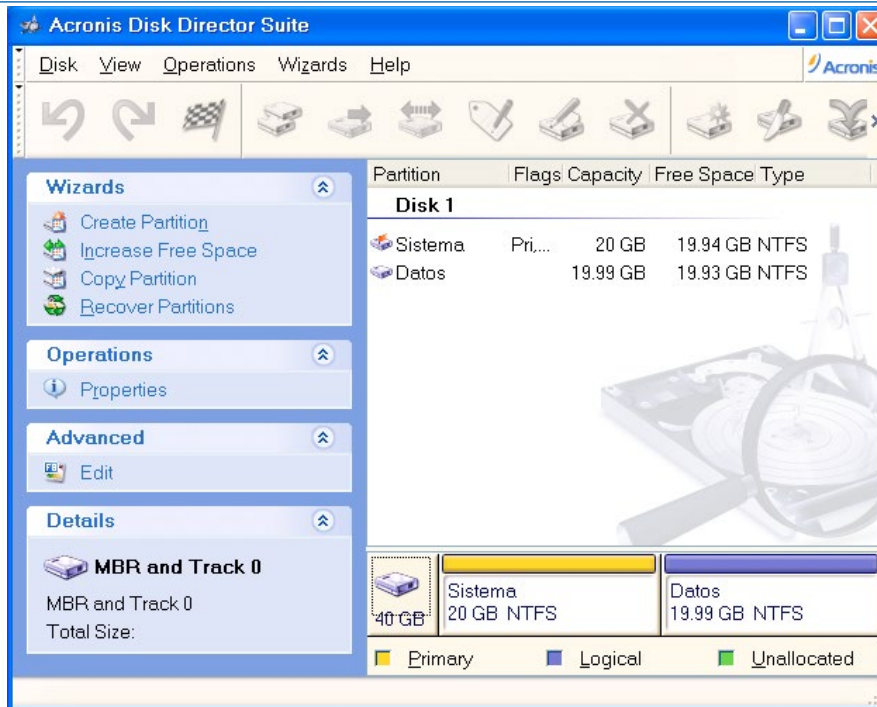 Acronis Disk Director Suite
Disk View Operations Wizards Help
Acronis
Wizards
Create Partition
Increase Free Space
Copy Partition
Recover Partitions
Operations
Properties
Advanced
Edit
Details
MBR and Track 0
MBR and Track 0
Total Size:
Partition Flags Capacity Free Space Type
Disk 1
Sistema Pri,... 20 GB 19.94 GB NTFS
Datos 19.99 GB 19.93 GB NTFS
40 GB
Sistema
20 GB NTFS
Datos
19.99 GB NTFS
Primary Logical Unallocated